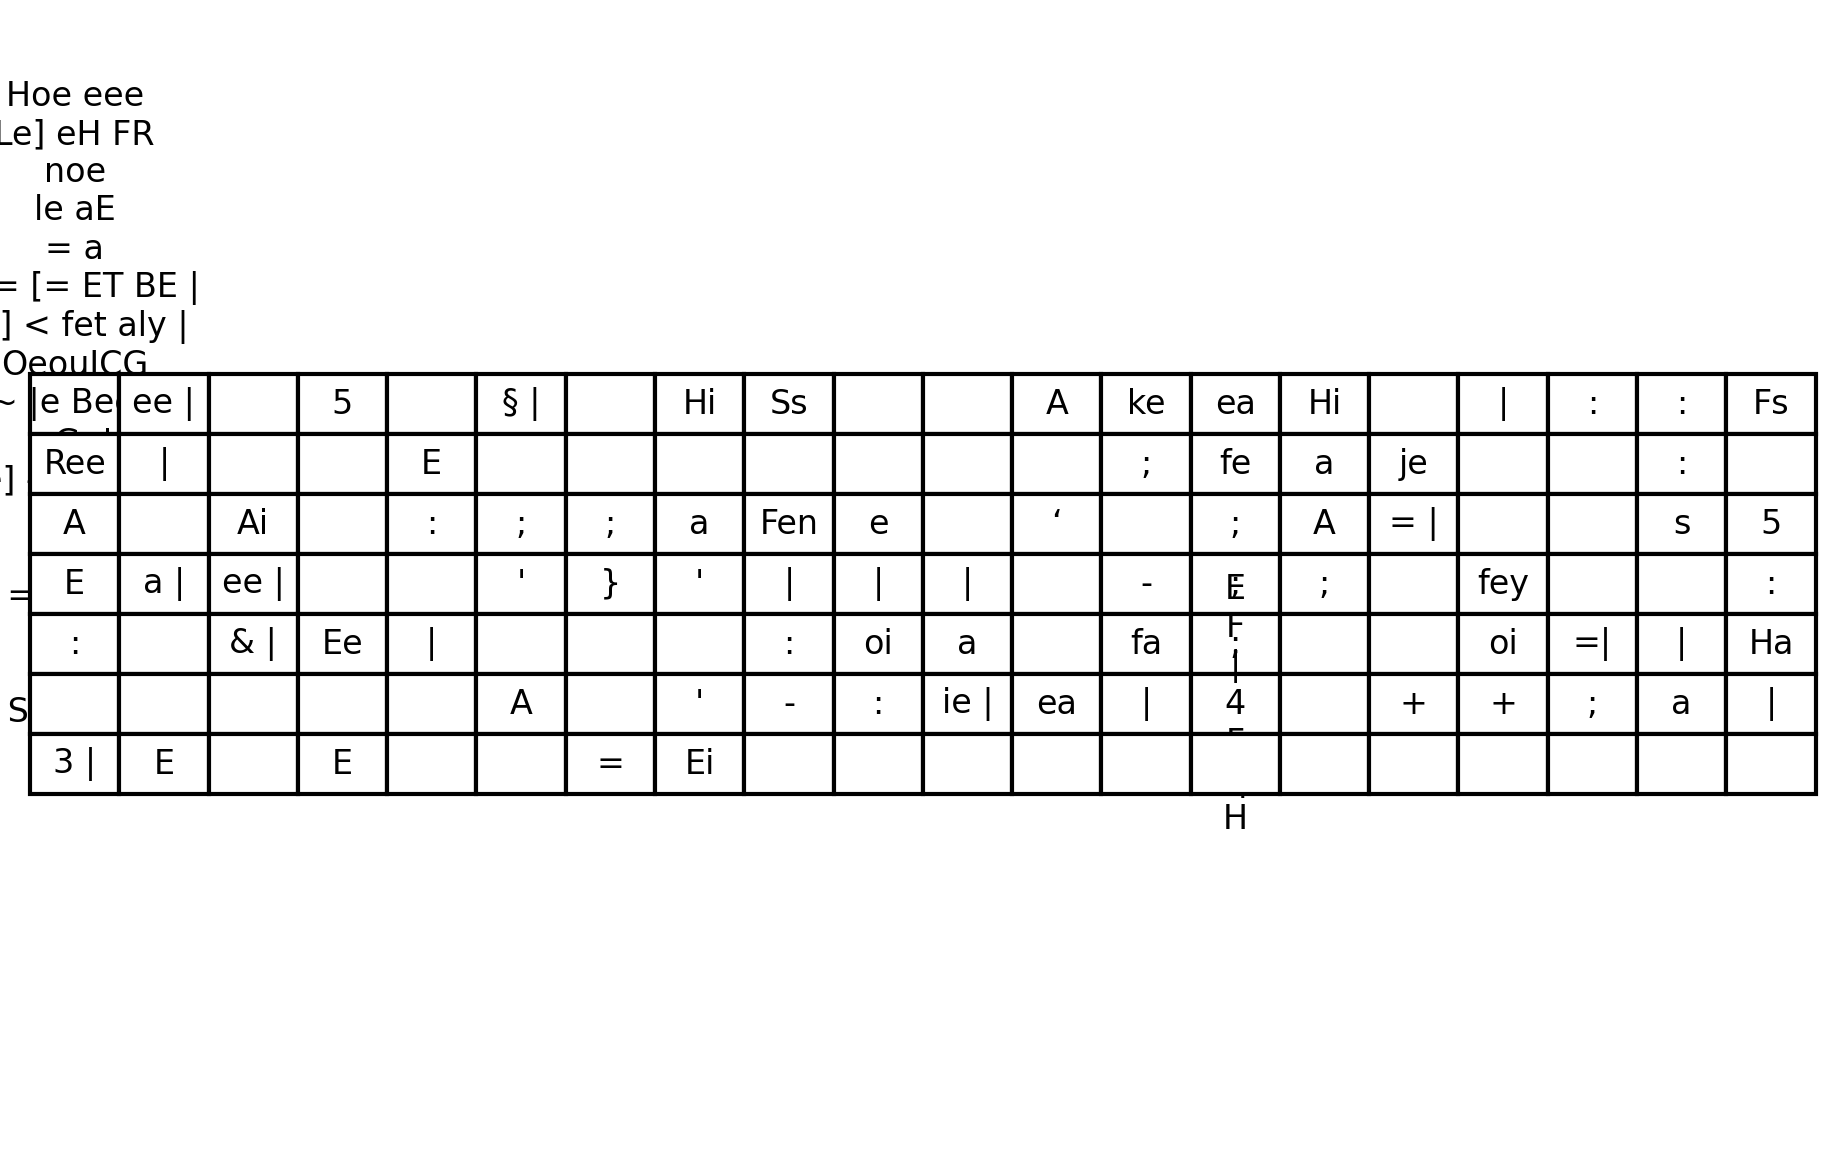 Hoe eee
Le] eH FR
noe
le aE
= a
= [= ET BE |
] < fet aly |
OeouICG
~ |e Bee ee | 5 § | Hi Ss A ke ea Hi | : : Fs
Ree | E ; fe a je :
] A Ai : ; ; a Fen e ‘ ; A = | s 5
= E a | ee | ' } ' | | | - ; ; fey :
E
F
: & | Ee | : oi a fa oi =| | Ha
S A ' - : ie | ea | 4 + + ; a |
3 | E E = Ei
H